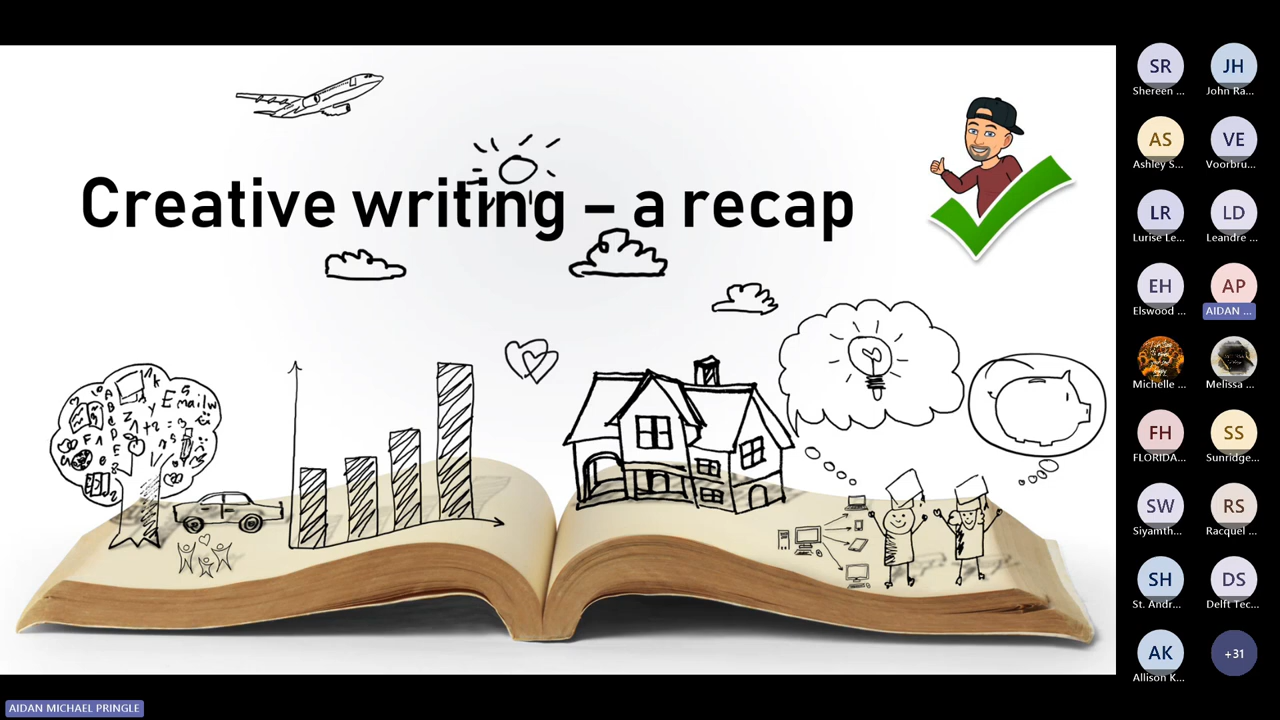 Creative writing – a recap
Emailw
SR
JH
Shereen ...
John Ra...
AS
VE
Ashley S...
Voorbru...
LR
LD
Lurise Le...
Leandre ...
EH
AP
Elswood ...
AIDAN ...
Michelle ...
Melissa ...
FH
SS
FLORIDA...
Sunridge...
SW
RS
Siyamth...
Racquel ...
SH
DS
St. Andr...
Delft Tec...
AK
+31
Allison K...
AIDAN MICHAEL PRINGLE